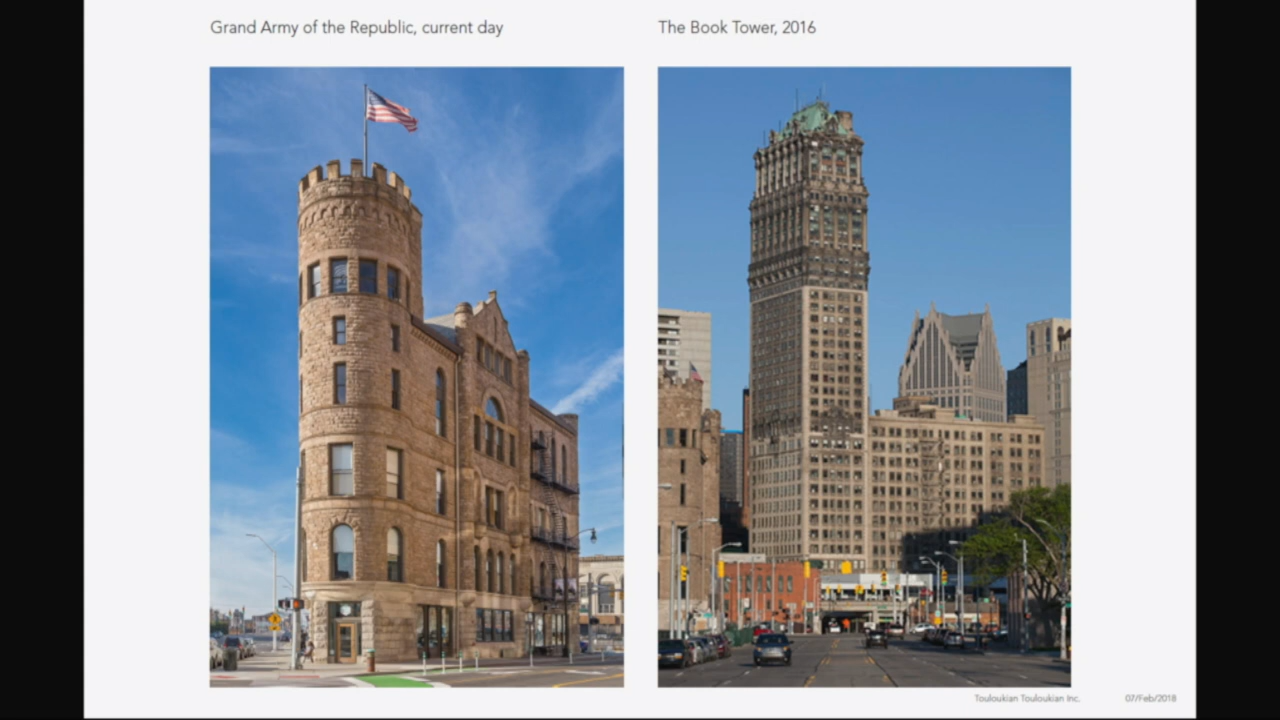 Grand Army of the Republic, current day
The Book Tower, 2016
Touloukian Touloukian Inc.
07/Feb/2018